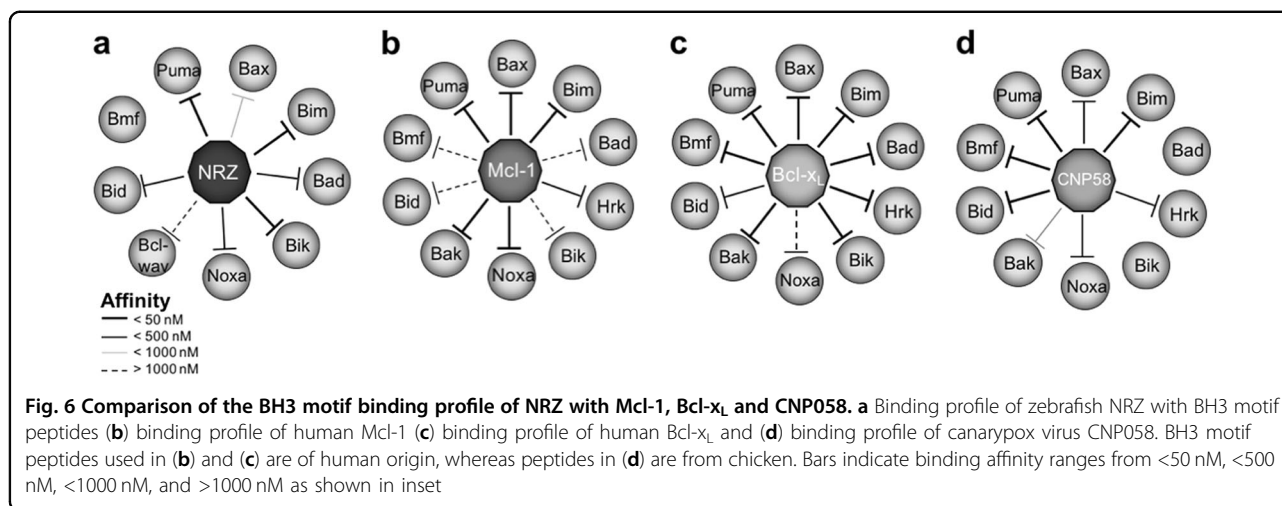 a
Puma
Bax
Bim
Bmf
NRZ
Bid
Bad
Bcl-
wav
Noxa
Bik
b
Bax
Puma
Bim
Bmf
Bad
Mcl-1
Bid
Hrk
Bak
Noxa
Bik
c
Bax
Puma
Bim
Bmf
Bad
Bcl-xL
Bid
Hrk
Bak
Noxa
Bik
d
Bax
Puma
Bim
Bmf
Bad
CNP58
Bid
Hrk
Bak
Noxa
Bik
Affinity
< 50 nM
< 500 nM
< 1000 nM
> 1000 nM
Fig. 6 Comparison of the BH3 motif binding profile of NRZ with Mcl-1, Bcl-xL and CNP058. a Binding profile of zebrafish NRZ with BH3 motif
peptides (b) binding profile of human Mcl-1 (c) binding profile of human Bcl-xL and (d) binding profile of canarypox virus CNP058. BH3 motif
peptides used in (b) and (c) are of human origin, whereas peptides in (d) are from chicken. Bars indicate binding affinity ranges from <50 nM, <500
nM, <1000 nM, and >1000 nM as shown in inset